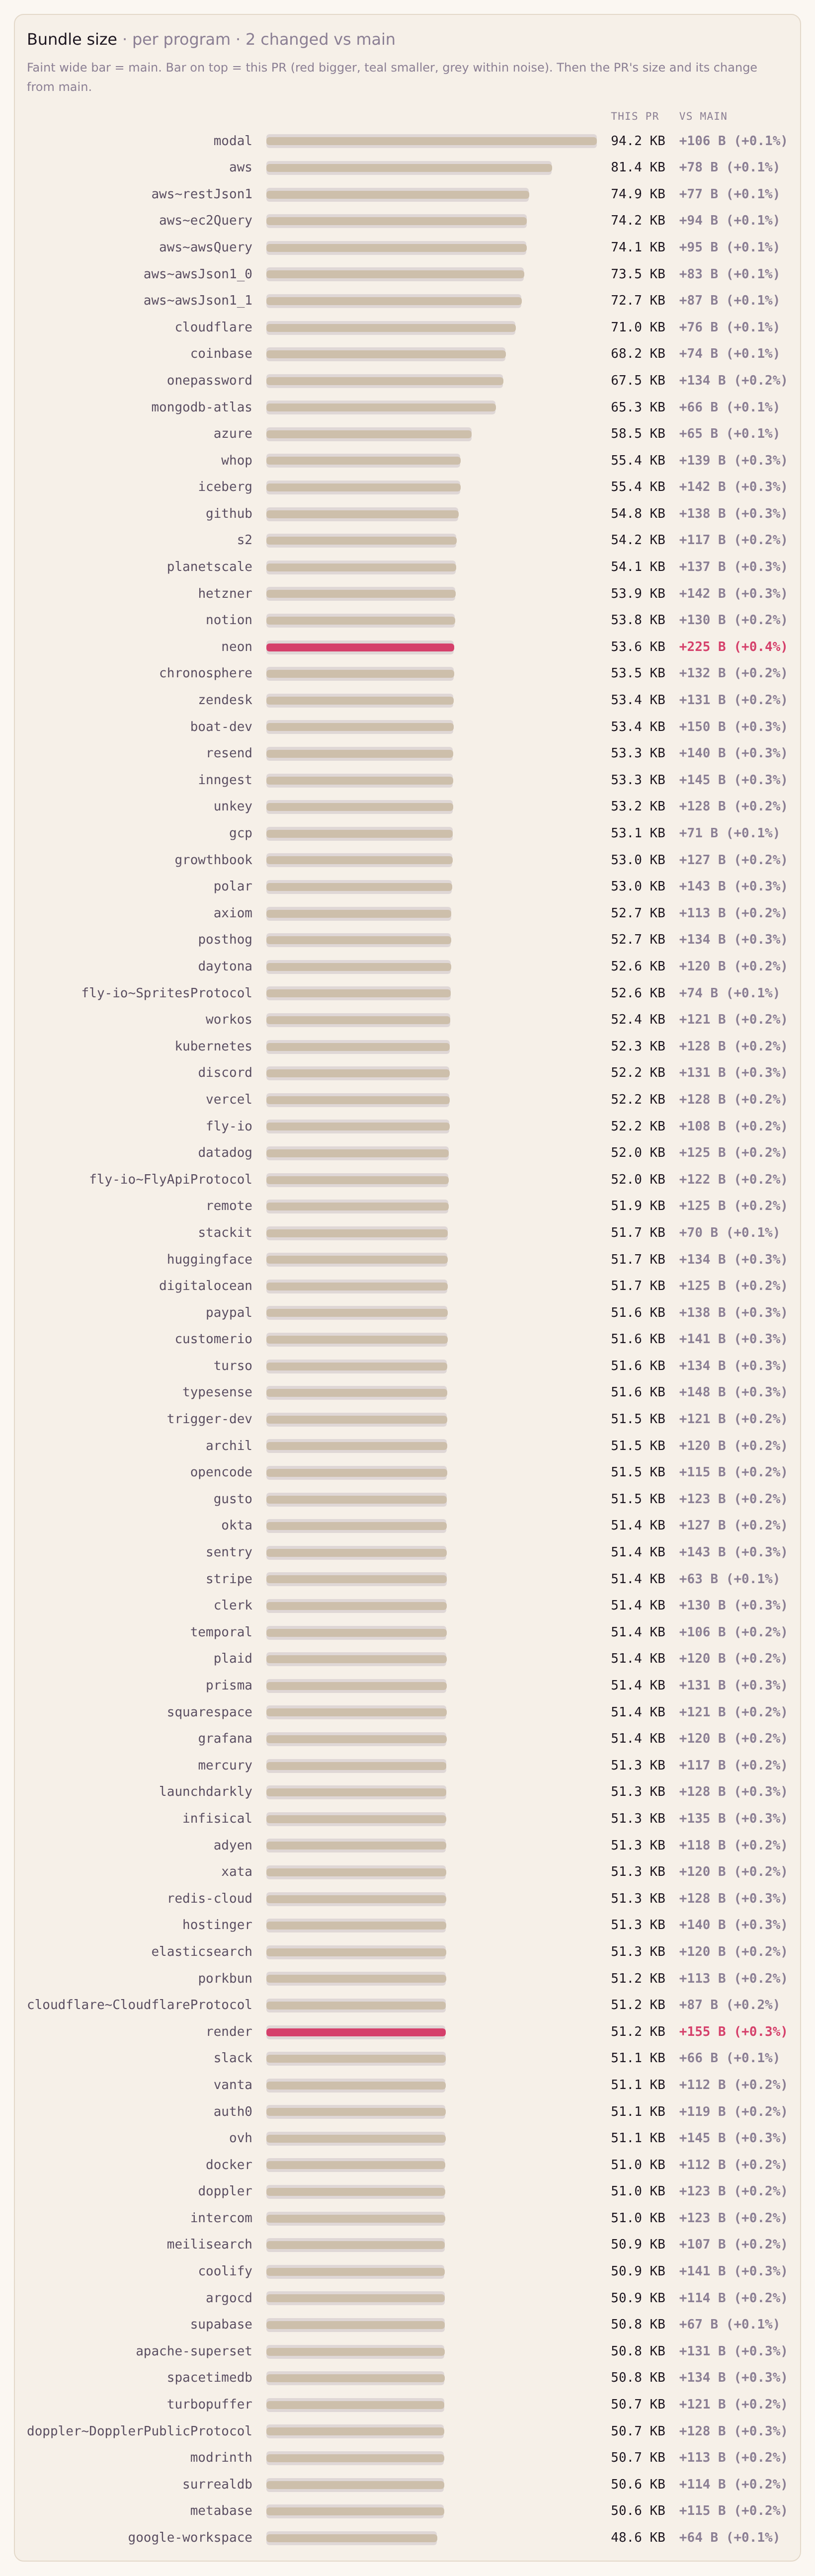 Bundle size · per program · 2 changed vs main
Faint wide bar = main. Bar on top = this PR (red bigger, teal smaller, grey within noise). Then the PR's size and its change
from main.
THIS PR VS MAIN
modal 94.2 KB +106 B (+0.1%)
aws 81.4 KB +78 B (+0.1%)
aws~restJson1 74.9 KB +77 B (+0.1%)
aws~ec2Query 74.2 KB +94 B (+0.1%)
aws~awsQuery 74.1 KB +95 B (+0.1%)
aws~awsJson1_0 73.5 KB +83 B (+0.1%)
aws~awsJson1_1 72.7 KB +87 B (+0.1%)
cloudflare 71.0 KB +76 B (+0.1%)
coinbase 68.2 KB +74 B (+0.1%)
onepassword 67.5 KB +134 B (+0.2%)
mongodb-atlas 65.3 KB +66 B (+0.1%)
azure 58.5 KB +65 B (+0.1%)
whop 55.4 KB +139 B (+0.3%)
iceberg 55.4 KB +142 B (+0.3%)
github 54.8 KB +138 B (+0.3%)
s2 54.2 KB +117 B (+0.2%)
planetscale 54.1 KB +137 B (+0.3%)
hetzner 53.9 KB +142 B (+0.3%)
notion 53.8 KB +130 B (+0.2%)
neon 53.6 KB +225 B (+0.4%)
chronosphere 53.5 KB +132 B (+0.2%)
zendesk 53.4 KB +131 B (+0.2%)
boat-dev 53.4 KB +150 B (+0.3%)
resend 53.3 KB +140 B (+0.3%)
inngest 53.3 KB +145 B (+0.3%)
unkey 53.2 KB +128 B (+0.2%)
gcp 53.1 KB +71 B (+0.1%)
growthbook 53.0 KB +127 B (+0.2%)
polar 53.0 KB +143 B (+0.3%)
axiom 52.7 KB +113 B (+0.2%)
posthog 52.7 KB +134 B (+0.3%)
daytona 52.6 KB +120 B (+0.2%)
fly-io~SpritesProtocol 52.6 KB +74 B (+0.1%)
workos 52.4 KB +121 B (+0.2%)
kubernetes 52.3 KB +128 B (+0.2%)
discord 52.2 KB +131 B (+0.3%)
vercel 52.2 KB +128 B (+0.2%)
fly-io 52.2 KB +108 B (+0.2%)
datadog 52.0 KB +125 B (+0.2%)
fly-io~FlyApiProtocol 52.0 KB +122 B (+0.2%)
remote 51.9 KB +125 B (+0.2%)
stackit 51.7 KB +70 B (+0.1%)
huggingface 51.7 KB +134 B (+0.3%)
digitalocean 51.7 KB +125 B (+0.2%)
paypal 51.6 KB +138 B (+0.3%)
customerio 51.6 KB +141 B (+0.3%)
turso 51.6 KB +134 B (+0.3%)
typesense 51.6 KB +148 B (+0.3%)
trigger-dev 51.5 KB +121 B (+0.2%)
archil 51.5 KB +120 B (+0.2%)
opencode 51.5 KB +115 B (+0.2%)
gusto 51.5 KB +123 B (+0.2%)
okta 51.4 KB +127 B (+0.2%)
sentry 51.4 KB +143 B (+0.3%)
stripe 51.4 KB +63 B (+0.1%)
clerk 51.4 KB +130 B (+0.3%)
temporal 51.4 KB +106 B (+0.2%)
plaid 51.4 KB +120 B (+0.2%)
prisma 51.4 KB +131 B (+0.3%)
squarespace 51.4 KB +121 B (+0.2%)
grafana 51.4 KB +120 B (+0.2%)
mercury 51.3 KB +117 B (+0.2%)
launchdarkly 51.3 KB +128 B (+0.3%)
infisical 51.3 KB +135 B (+0.3%)
adyen 51.3 KB +118 B (+0.2%)
xata 51.3 KB +120 B (+0.2%)
redis-cloud 51.3 KB +128 B (+0.3%)
hostinger 51.3 KB +140 B (+0.3%)
elasticsearch 51.3 KB +120 B (+0.2%)
porkbun 51.2 KB +113 B (+0.2%)
cloudflare~CloudflareProtocol 51.2 KB +87 B (+0.2%)
render 51.2 KB +155 B (+0.3%)
slack 51.1 KB +66 B (+0.1%)
vanta 51.1 KB +112 B (+0.2%)
auth0 51.1 KB +119 B (+0.2%)
ovh 51.1 KB +145 B (+0.3%)
docker 51.0 KB +112 B (+0.2%)
doppler 51.0 KB +123 B (+0.2%)
intercom 51.0 KB +123 B (+0.2%)
meilisearch 50.9 KB +107 B (+0.2%)
coolify 50.9 KB +141 B (+0.3%)
argocd 50.9 KB +114 B (+0.2%)
supabase 50.8 KB +67 B (+0.1%)
apache-superset 50.8 KB +131 B (+0.3%)
spacetimedb 50.8 KB +134 B (+0.3%)
turbopuffer 50.7 KB +121 B (+0.2%)
doppler~DopplerPublicProtocol 50.7 KB +128 B (+0.3%)
modrinth 50.7 KB +113 B (+0.2%)
surrealdb 50.6 KB +114 B (+0.2%)
metabase 50.6 KB +115 B (+0.2%)
google-workspace 48.6 KB +64 B (+0.1%)